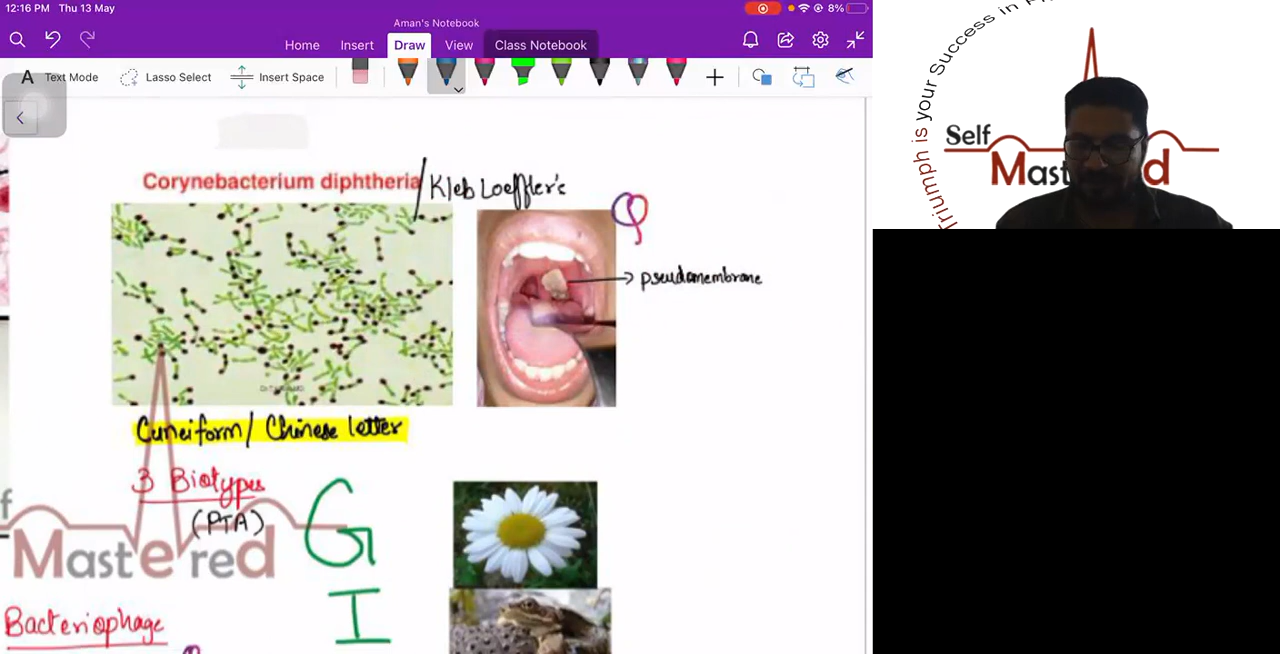 12:16 PM Thu 13 May
8%
Aman's Notebook
Home Insert Draw View Class Notebook
A Text Mode Lasso Select Insert Space
Corynebacterium diphtheria / Kleb Loeffler's
→ pseudomembrane
Cuneiform / Chinese letter
3 Biotypes
(PTA)
G
I
Mastered
Bacteriophage
Triumph is your Success in
Self
Mast d